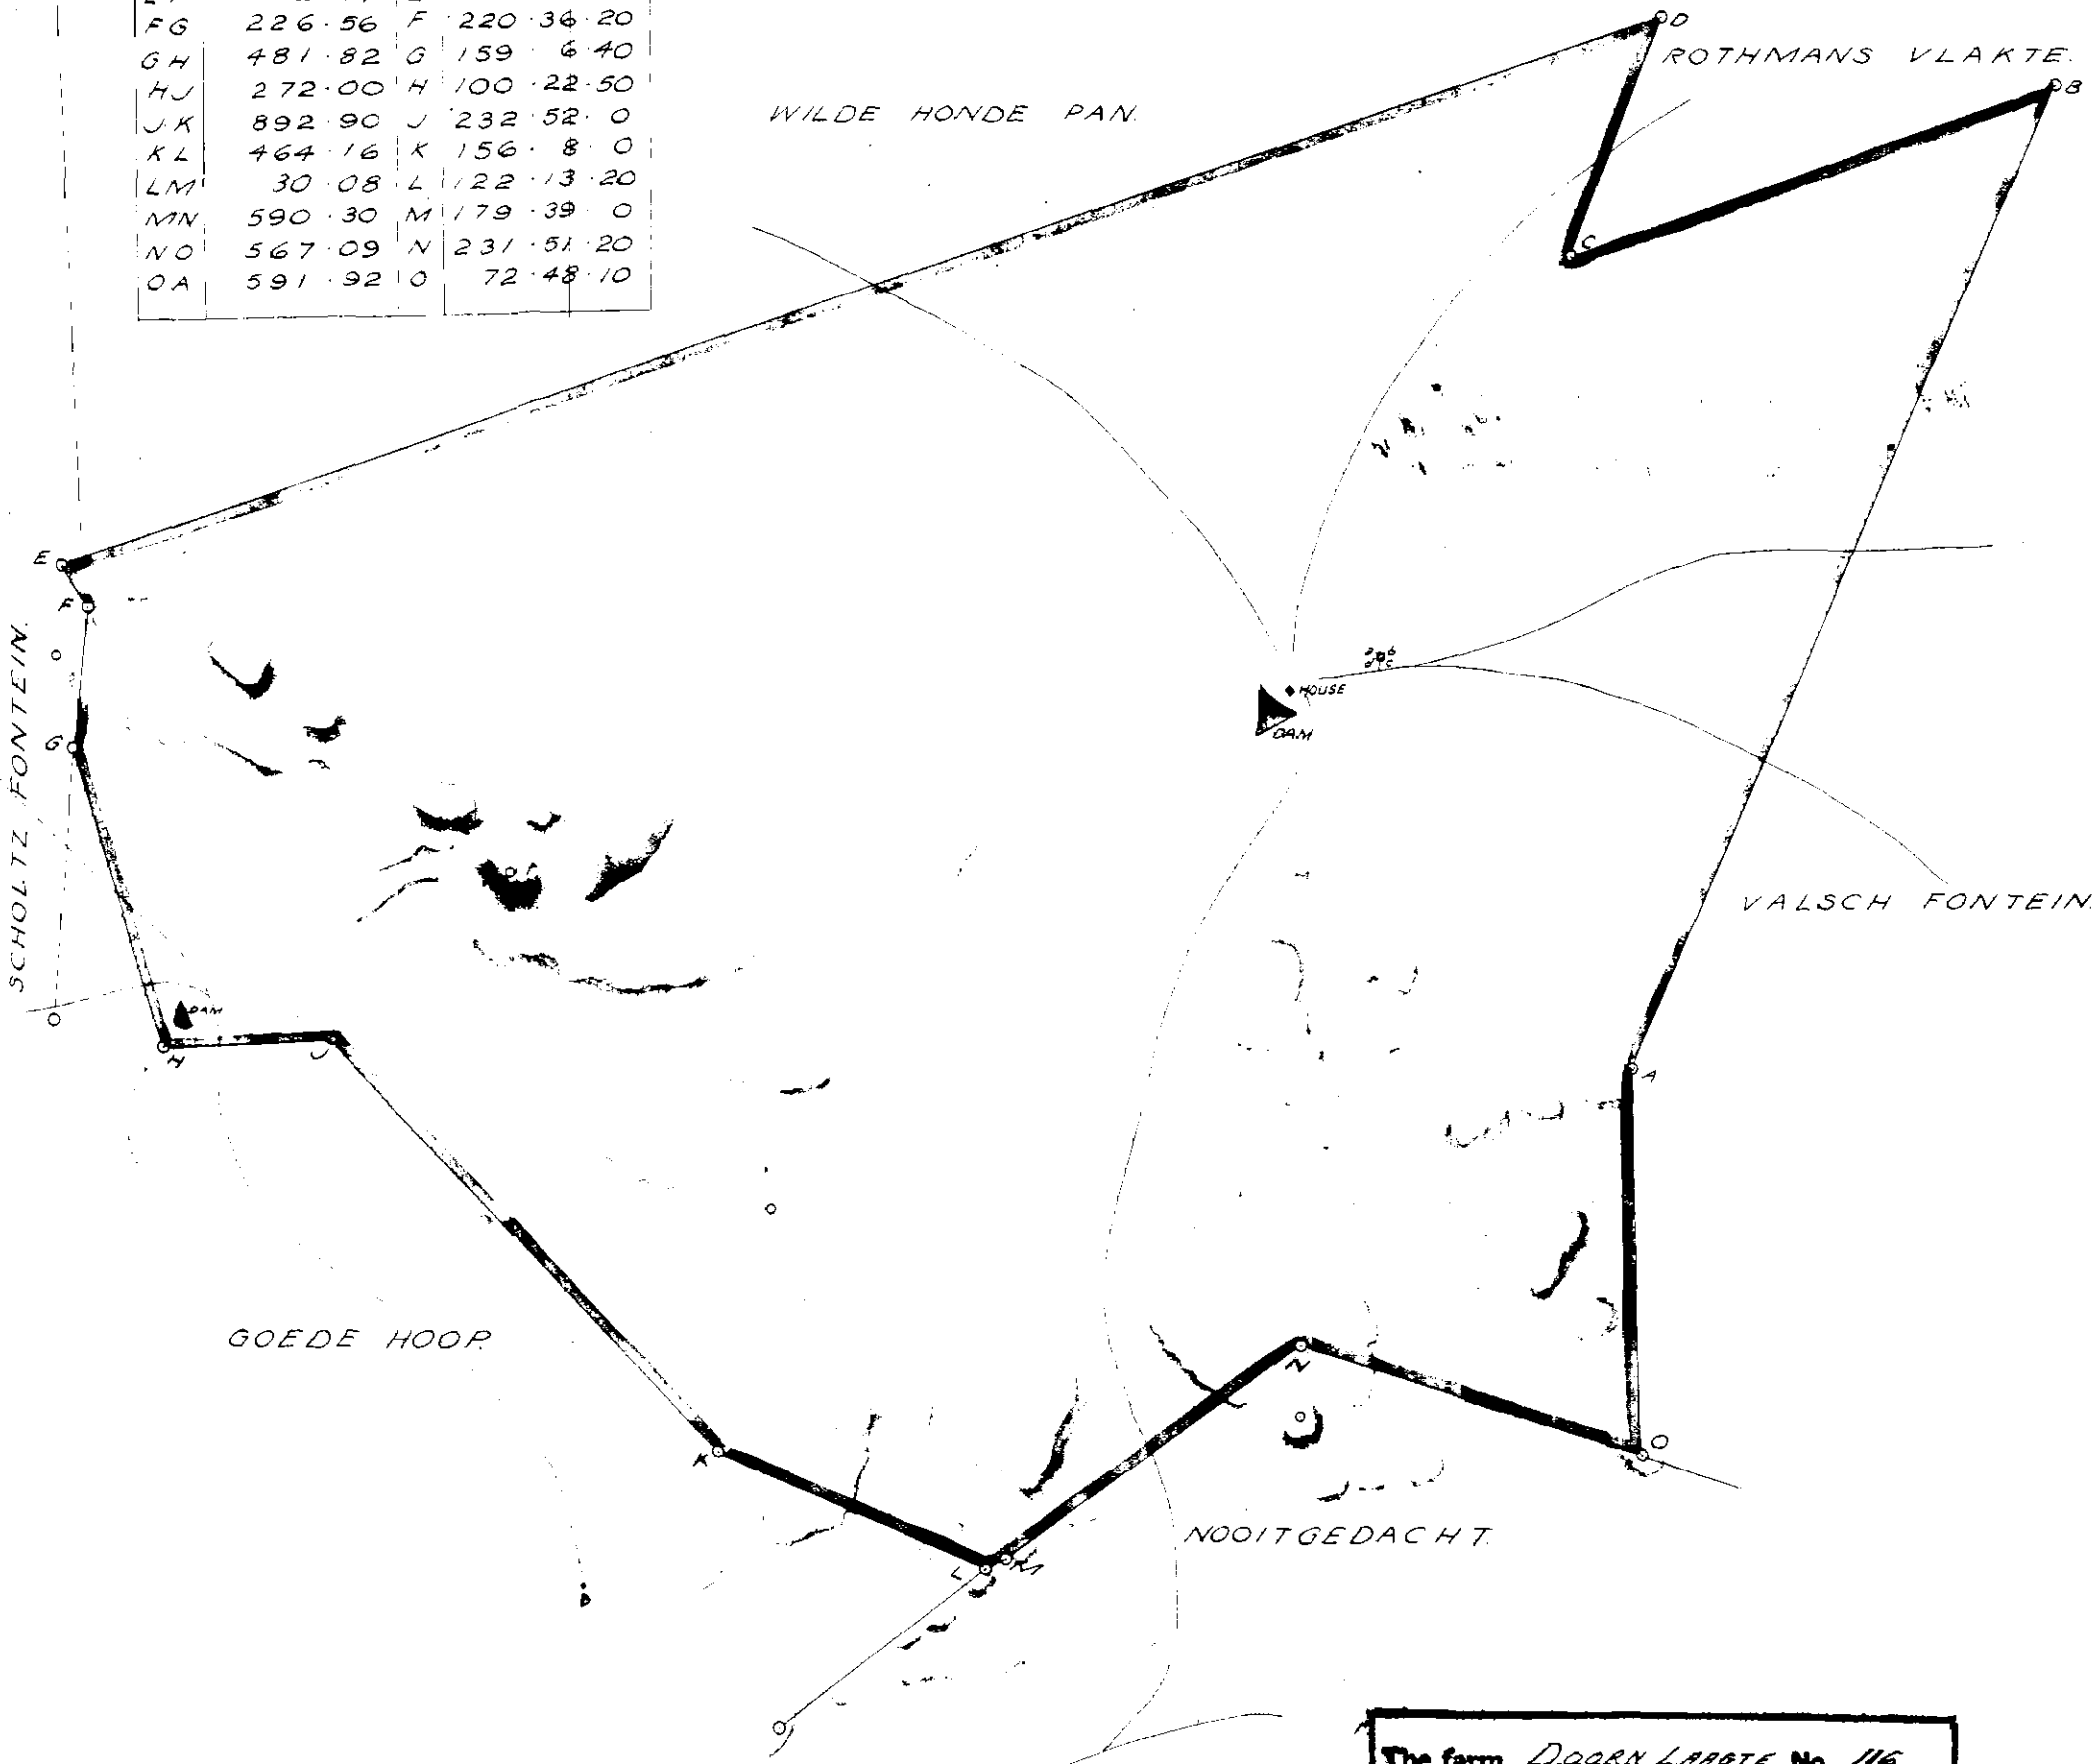 FG 226.56 F 220.36.20
GH 481.82 G 159.6.40
HJ 272.00 H 100.22.50
JK 892.90 J 232.52.0
KL 464.16 K 156.8.0
LM 30.08 L 122.13.20
MN 590.30 M 179.39.0
NO 567.09 N 231.51.20
OA 591.92 O 72.48.10
D
ROTHMANS VLAKTE.
B
WILDE HONDE PAN.
C
E
F
SCHOLTZ FONTEIN.
HOUSE
DAM
G
VALSCH FONTEIN.
DAM
H
J
A
GOEDE HOOP.
N
K
O
NOOITGEDACHT.
L
M
The farm DOORN LAAGTE No. 116